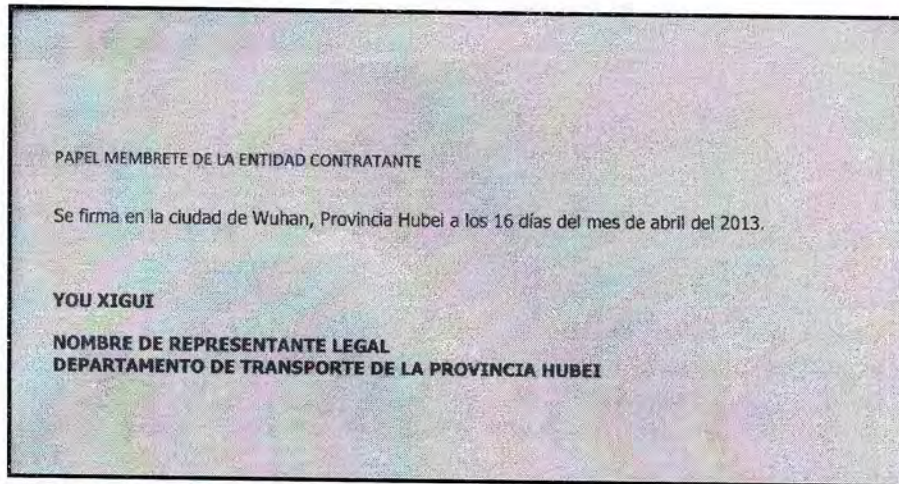 PAPEL MEMBRETE DE LA ENTIDAD CONTRATANTE
Se firma en la ciudad de Wuhan, Provincia Hubei a los 16 días del mes de abril del 2013.
YOU XIGUI
NOMBRE DE REPRESENTANTE LEGAL
DEPARTAMENTO DE TRANSPORTE DE LA PROVINCIA HUBEI